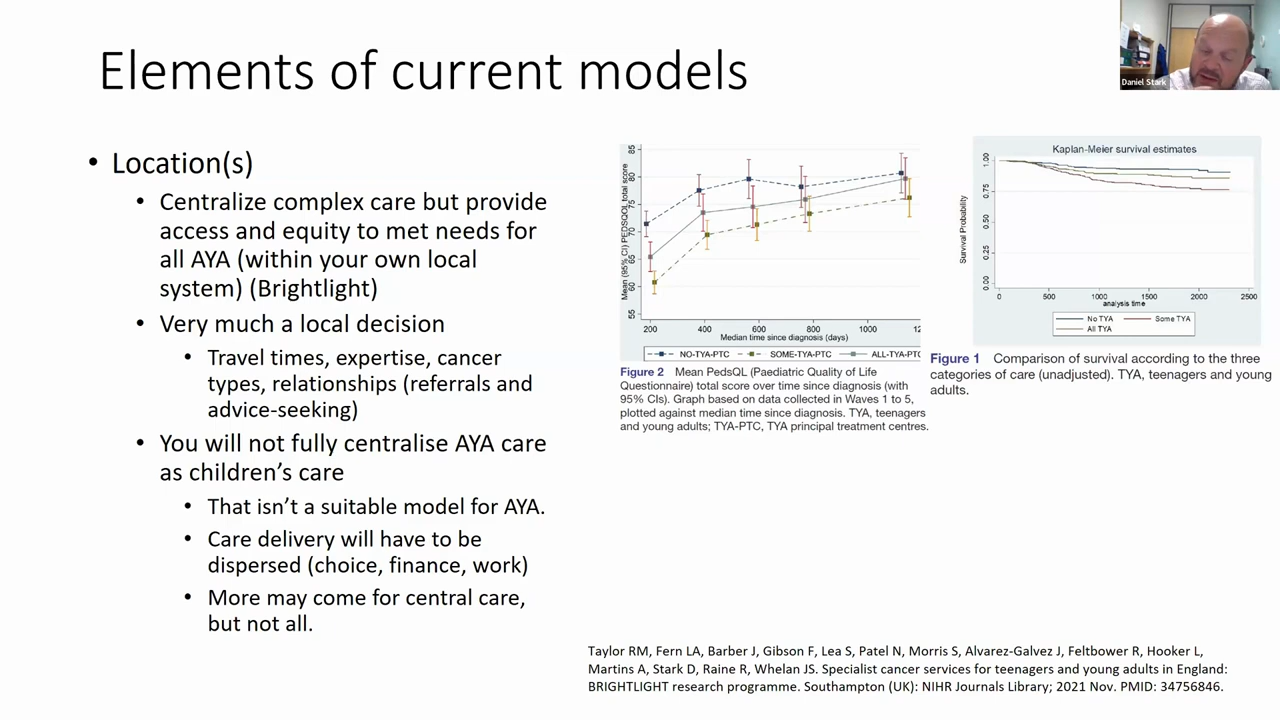 Elements of current models
Daniel Stark
• Location(s)
• Centralize complex care but provide
access and equity to met needs for
all AYA (within your own local
system) (Brightlight)
• Very much a local decision
• Travel times, expertise, cancer
types, relationships (referrals and
advice-seeking)
• You will not fully centralise AYA care
as children’s care
• That isn’t a suitable model for AYA.
• Care delivery will have to be
dispersed (choice, finance, work)
• More may come for central care,
but not all.
Mean (95% CI) PEDSQOL total score
85
80
75
70
65
60
55
200 400 600 800 1000
Median time since diagnosis (days)
NO-TYA-PTC SOME-TYA-PTC ALL-TYA-PTC
Figure 2 Mean PedsQL (Paediatric Quality of Life
Questionnaire) total score over time since diagnosis (with
95% CIs). Graph based on data collected in Waves 1 to 5,
plotted against median time since diagnosis. TYA, teenagers
and young adults; TYA-PTC, TYA principal treatment centres.
Kaplan-Meier survival estimates
Survival Probability
1.00
0.75
0.50
0.25
0.00
0 500 1000 1500 2000 2500
analysis time
No TYA Some TYA
All TYA
Figure 1 Comparison of survival according to the three
categories of care (unadjusted). TYA, teenagers and young
adults.
Taylor RM, Fern LA, Barber J, Gibson F, Lea S, Patel N, Morris S, Alvarez-Galvez J, Feltbower R, Hooker L,
Martins A, Stark D, Raine R, Whelan JS. Specialist cancer services for teenagers and young adults in England:
BRIGHTLIGHT research programme. Southampton (UK): NIHR Journals Library; 2021 Nov. PMID: 34756846.